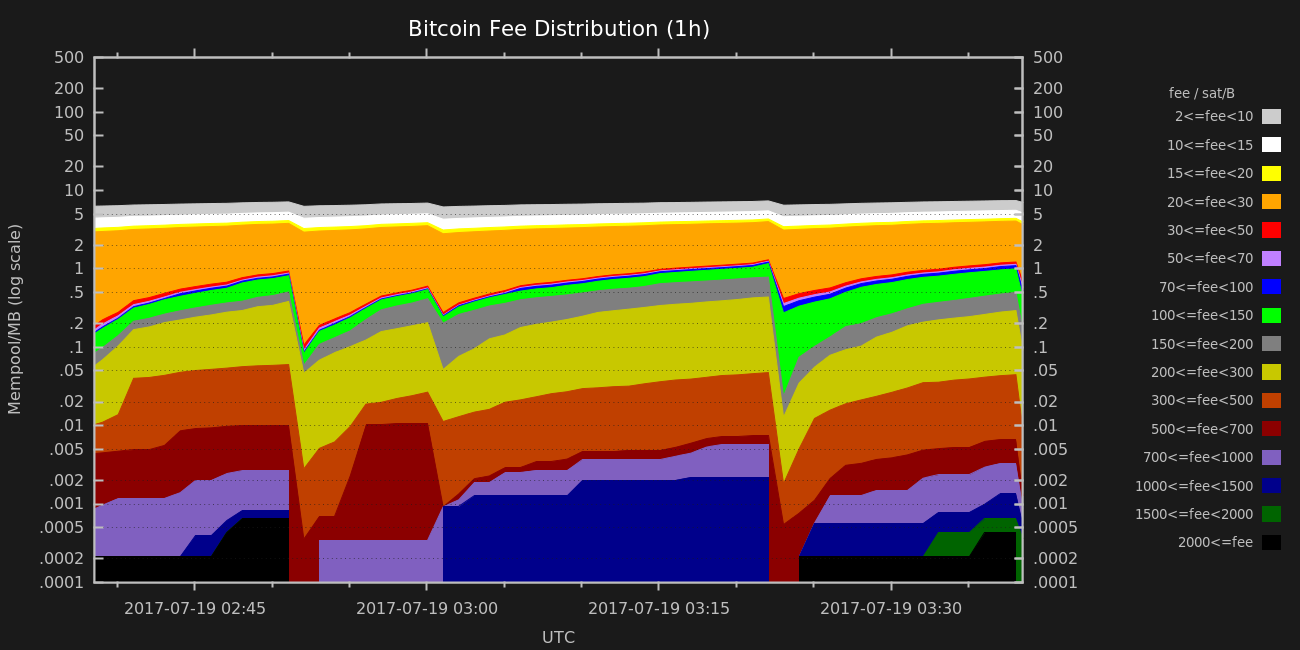 Bitcoin Fee Distribution (1h)
500
200
100
50
20
10
5
2
1
.5
.2
.1
.05
.02
.01
.005
.002
.001
.0005
.0002
.0001
Mempool/MB (log scale)
500
200
100
50
20
10
5
2
1
.5
.2
.1
.05
.02
.01
.005
.002
.001
.0005
.0002
.0001
2017-07-19 02:45
2017-07-19 03:00
2017-07-19 03:15
2017-07-19 03:30
UTC
fee / sat/B
2<=fee<10
10<=fee<15
15<=fee<20
20<=fee<30
30<=fee<50
50<=fee<70
70<=fee<100
100<=fee<150
150<=fee<200
200<=fee<300
300<=fee<500
500<=fee<700
700<=fee<1000
1000<=fee<1500
1500<=fee<2000
2000<=fee